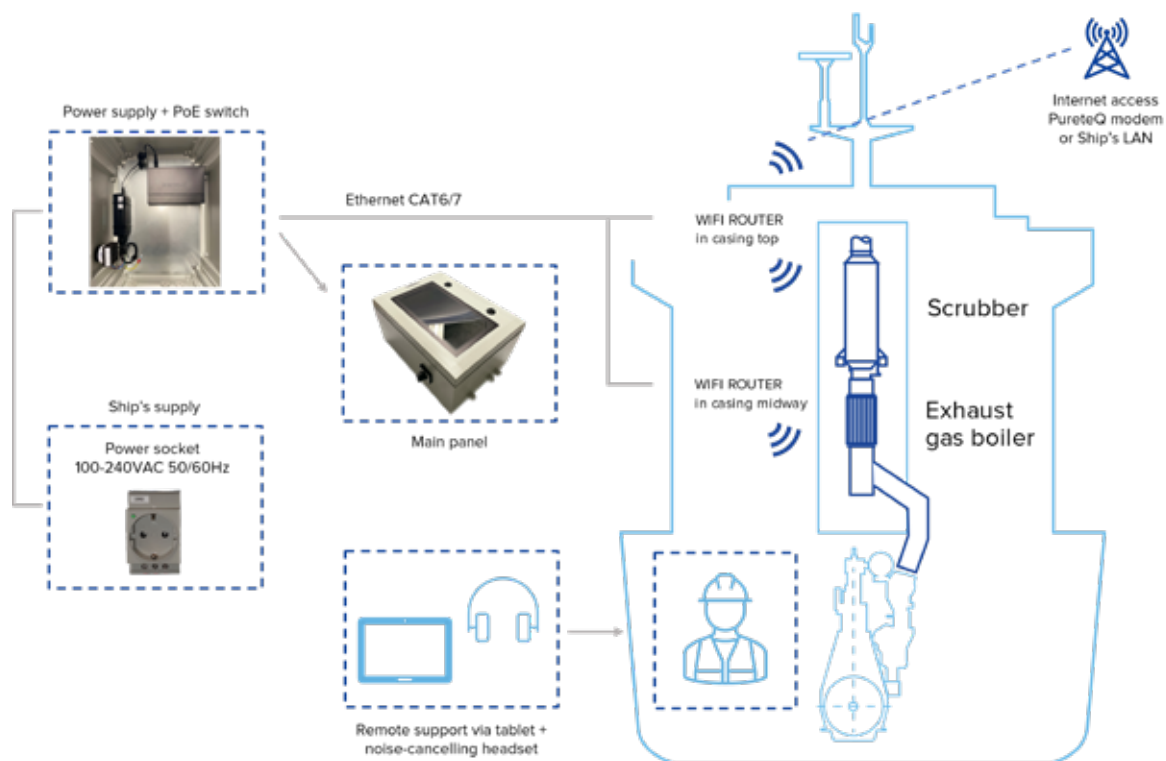 Power supply + PoE switch
Internet access
PureteQ modem
or Ship's LAN
Ethernet CAT6/7
WIFI ROUTER
in casing top
Scrubber
WIFI ROUTER
in casing midway
Exhaust
gas boiler
Main panel
Ship's supply
Power socket
100-240VAC 50/60Hz
Remote support via tablet +
noise-cancelling headset